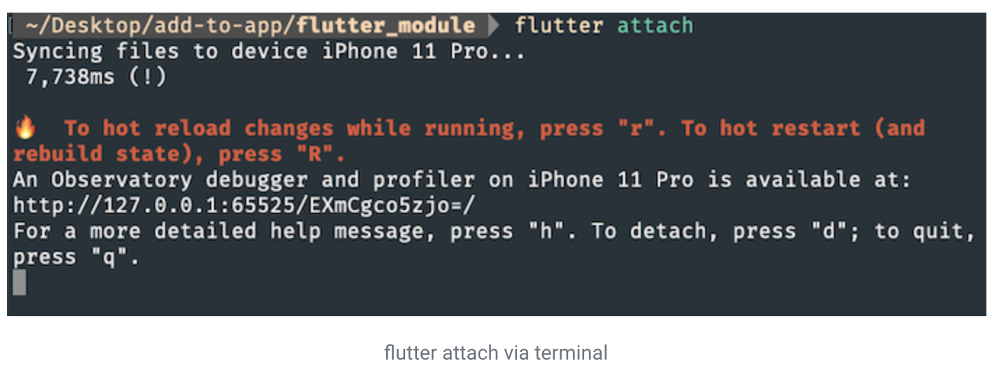 ~/Desktop/add-to-app/flutter_module flutter attach
Syncing files to device iPhone 11 Pro...
7,738ms (!)
🔥 To hot reload changes while running, press "r". To hot restart (and
rebuild state), press "R".
An Observatory debugger and profiler on iPhone 11 Pro is available at:
http://127.0.0.1:65525/EXmCgco5zjo=/
For a more detailed help message, press "h". To detach, press "d"; to quit,
press "q".
flutter attach via terminal